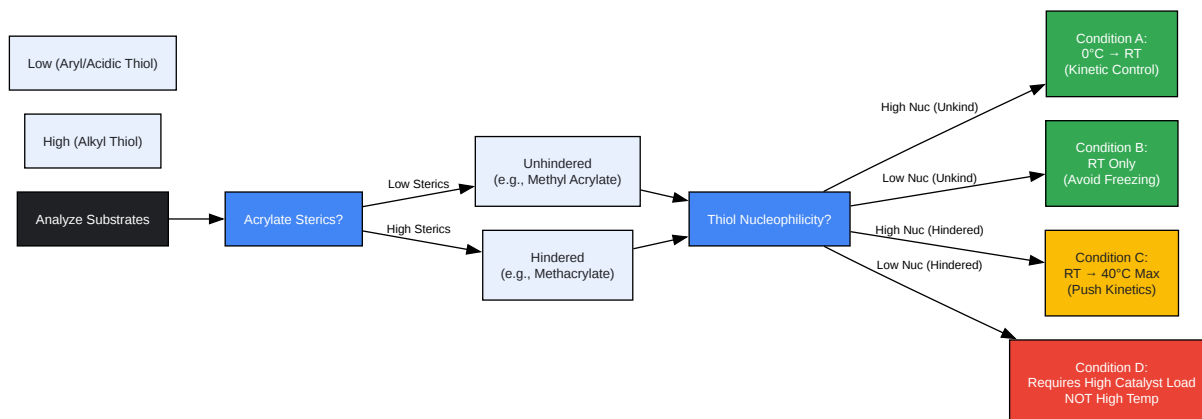 Low (Aryl/Acidic Thiol)
High (Alkyl Thiol)
Analyze Substrates
Acrylate Sterics?
Low Sterics
High Sterics
Unhindered
(e.g., Methyl Acrylate)
Hindered
(e.g., Methacrylate)
Thiol Nucleophilicity?
High Nuc (Unkind)
Low Nuc (Unkind)
High Nuc (Hindered)
Low Nuc (Hindered)
Condition A:
0°C → RT
(Kinetic Control)
Condition B:
RT Only
(Avoid Freezing)
Condition C:
RT → 40°C Max
(Push Kinetics)
Condition D:
Requires High Catalyst Load
NOT High Temp